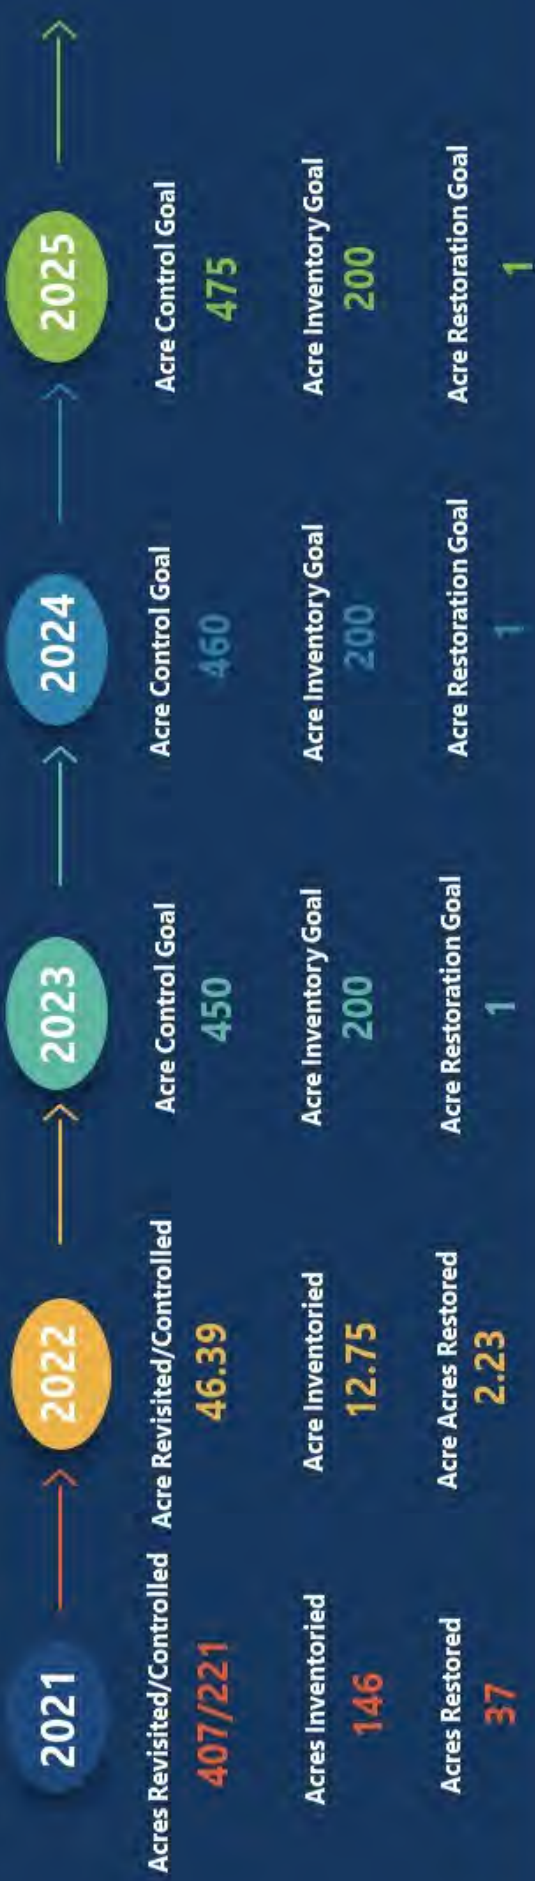 2021
2022
2023
2024
2025
Acres Revisited/Controlled
407/221
Acre Revisited/Controlled
46.39
Acre Control Goal
450
Acre Control Goal
460
Acre Control Goal
475
Acres Inventoried
146
Acre Inventoried
12.75
Acre Inventory Goal
200
Acre Inventory Goal
200
Acre Inventory Goal
200
Acres Restored
37
Acre Acres Restored
2.23
Acre Restoration Goal
1
Acre Restoration Goal
1
Acre Restoration Goal
1